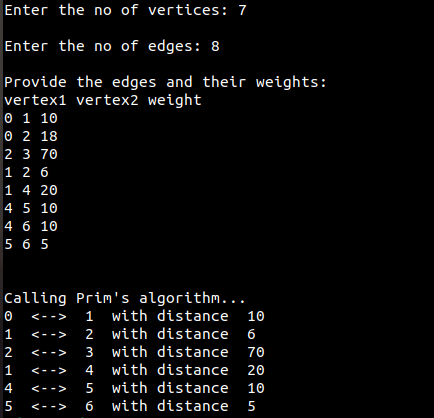 Enter the no of vertices: 7
Enter the no of edges: 8
Provide the edges and their weights:
vertex1 vertex2 weight
0 1 10
0 2 18
2 3 70
1 2 6
1 4 20
4 5 10
4 6 10
5 6 5
Calling Prim's algorithm...
0 <--> 1 with distance 10
1 <--> 2 with distance 6
2 <--> 3 with distance 70
1 <--> 4 with distance 20
4 <--> 5 with distance 10
5 <--> 6 with distance 5